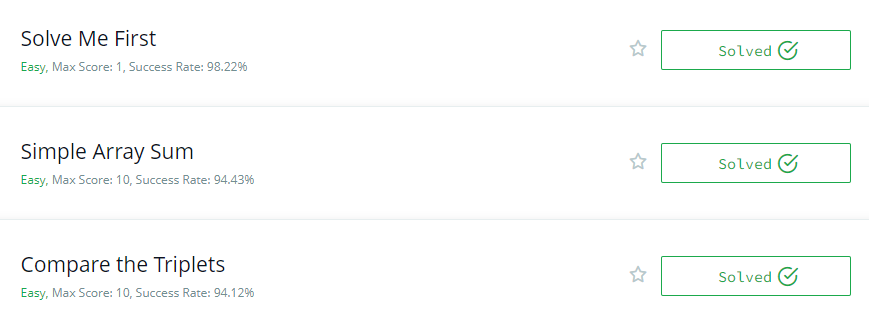 Solve Me First
Easy, Max Score: 1, Success Rate: 98.22%
Solved
Simple Array Sum
Easy, Max Score: 10, Success Rate: 94.43%
Solved
Compare the Triplets
Easy, Max Score: 10, Success Rate: 94.12%
Solved